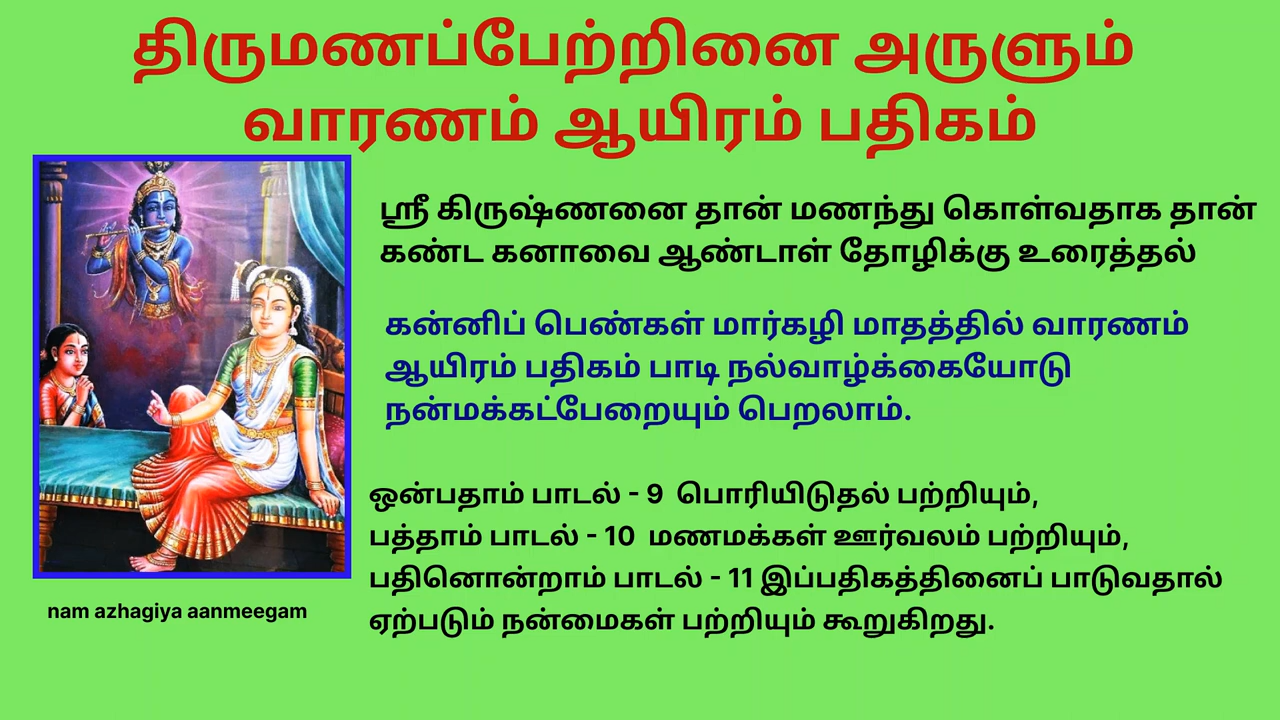 திருமணப்பேற்றினை அருளும்
வாரணம் ஆயிரம் பதிகம்
ஸ்ரீ கிருஷ்ணனை தான் மணந்து கொள்வதாக தான்
கண்ட கனாவை ஆண்டாள் தோழிக்கு உரைத்தல்
கன்னிப் பெண்கள் மார்கழி மாதத்தில் வாரணம்
ஆயிரம் பதிகம் பாடி நல்வாழ்க்கையோடு
நன்மக்கட்பேறையும் பெறலாம்.
ஒன்பதாம் பாடல் - 9 பொரியிடுதல் பற்றியும்,
பத்தாம் பாடல் - 10 மணமக்கள் ஊர்வலம் பற்றியும்,
பதினொன்றாம் பாடல் - 11 இப்பதிகத்தினைப் பாடுவதால்
ஏற்படும் நன்மைகள் பற்றியும் கூறுகிறது.
nam azhagiya aanmeegam